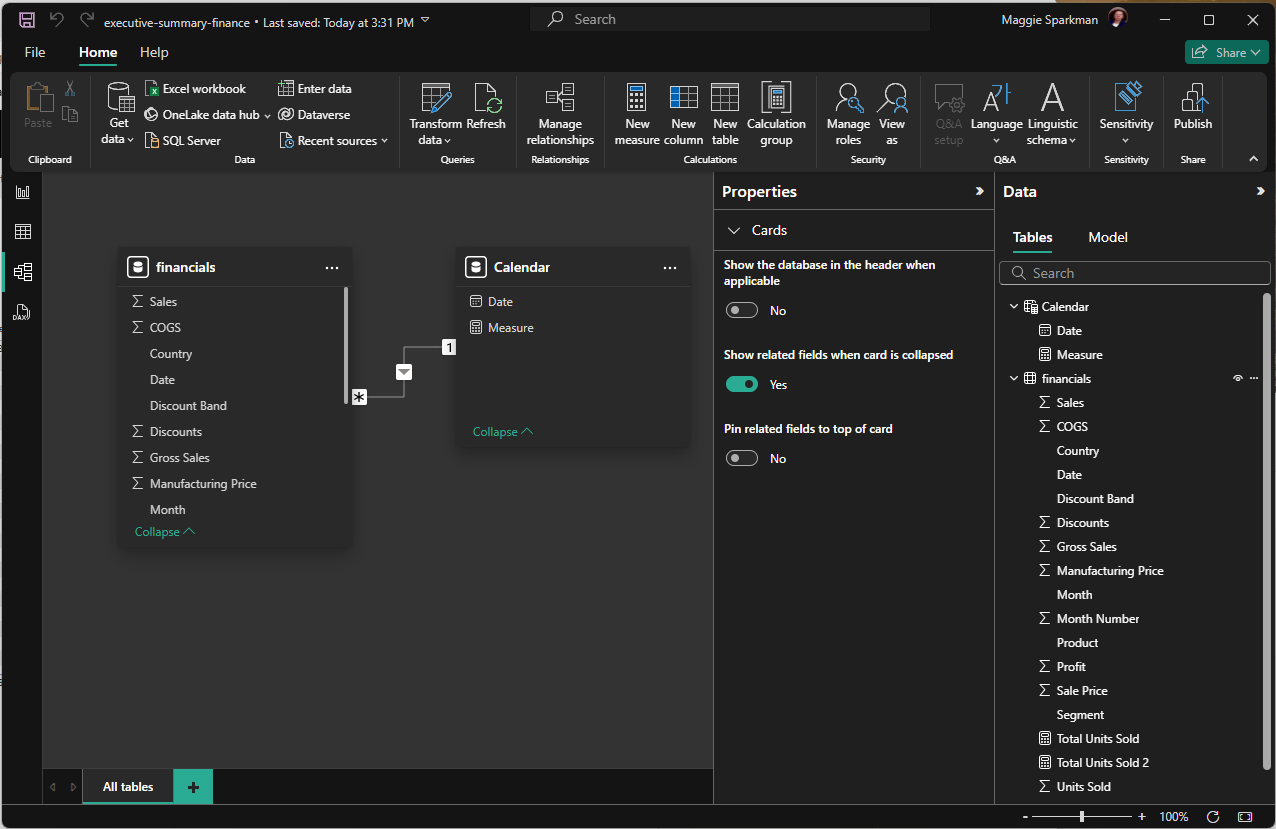 executive-summary-finance • Last saved: Today at 3:31 PM
Search
Maggie Sparkman
File
Home
Help
Share
Paste
Clipboard
Get data
Excel workbook
OneLake data hub
SQL Server
Enter data
Dataverse
Recent sources
Data
Transform data
Refresh
Queries
Manage relationships
Relationships
New measure
New column
New table
Calculation group
Calculations
Manage roles
View as
Security
Q&A setup
Language
Linguistic schema
Q&A
Sensitivity
Sensitivity
Publish
Share
DAX
financials
Sales
COGS
Country
Date
Discount Band
Discounts
Gross Sales
Manufacturing Price
Month
Collapse
*
1
Calendar
Date
Measure
Collapse
Properties
Cards
Show the database in the header when
applicable
No
Show related fields when card is collapsed
Yes
Pin related fields to top of card
No
Data
Tables
Model
Search
Calendar
Date
Measure
financials
Sales
COGS
Country
Date
Discount Band
Discounts
Gross Sales
Manufacturing Price
Month
Month Number
Product
Profit
Sale Price
Segment
Total Units Sold
Total Units Sold 2
Units Sold
All tables
+
- + 100%